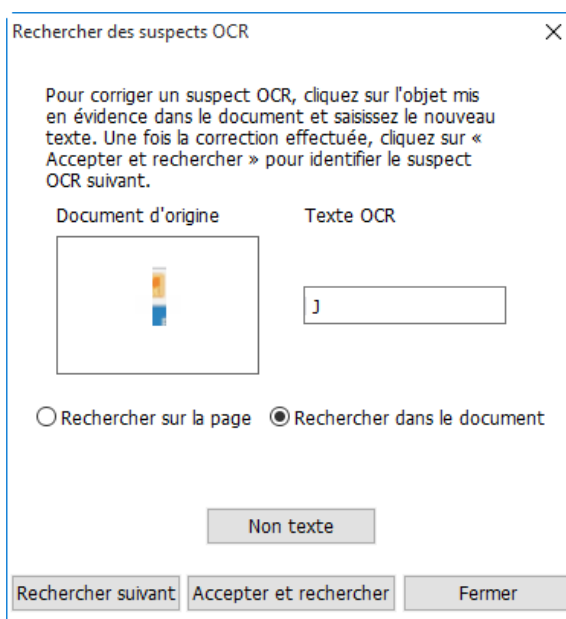 Rechercher des suspects OCR
Pour corriger un suspect OCR, cliquez sur l'objet mis
en évidence dans le document et saisissez le nouveau
texte. Une fois la correction effectuée, cliquez sur «
Accepter et rechercher » pour identifier le suspect
OCR suivant.
Document d'origine Texte OCR
J
Rechercher sur la page Rechercher dans le document
Non texte
Rechercher suivant Accepter et rechercher Fermer